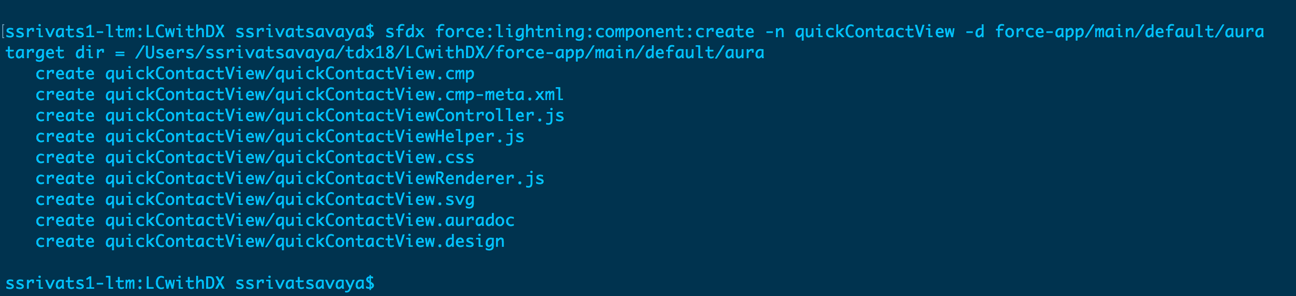 [ssrivats1-ltm:LCwithDX ssrivatsavaya$ sfdx force:lightning:component:create -n quickContactView -d force-app/main/default/aura
target dir = /Users/ssrivatsavaya/tdx18/LCwithDX/force-app/main/default/aura
create quickContactView/quickContactView.cmp
create quickContactView/quickContactView.cmp-meta.xml
create quickContactView/quickContactViewController.js
create quickContactView/quickContactViewHelper.js
create quickContactView/quickContactView.css
create quickContactView/quickContactViewRenderer.js
create quickContactView/quickContactView.svg
create quickContactView/quickContactView.auradoc
create quickContactView/quickContactView.design
ssrivats1-ltm:LCwithDX ssrivatsavaya$